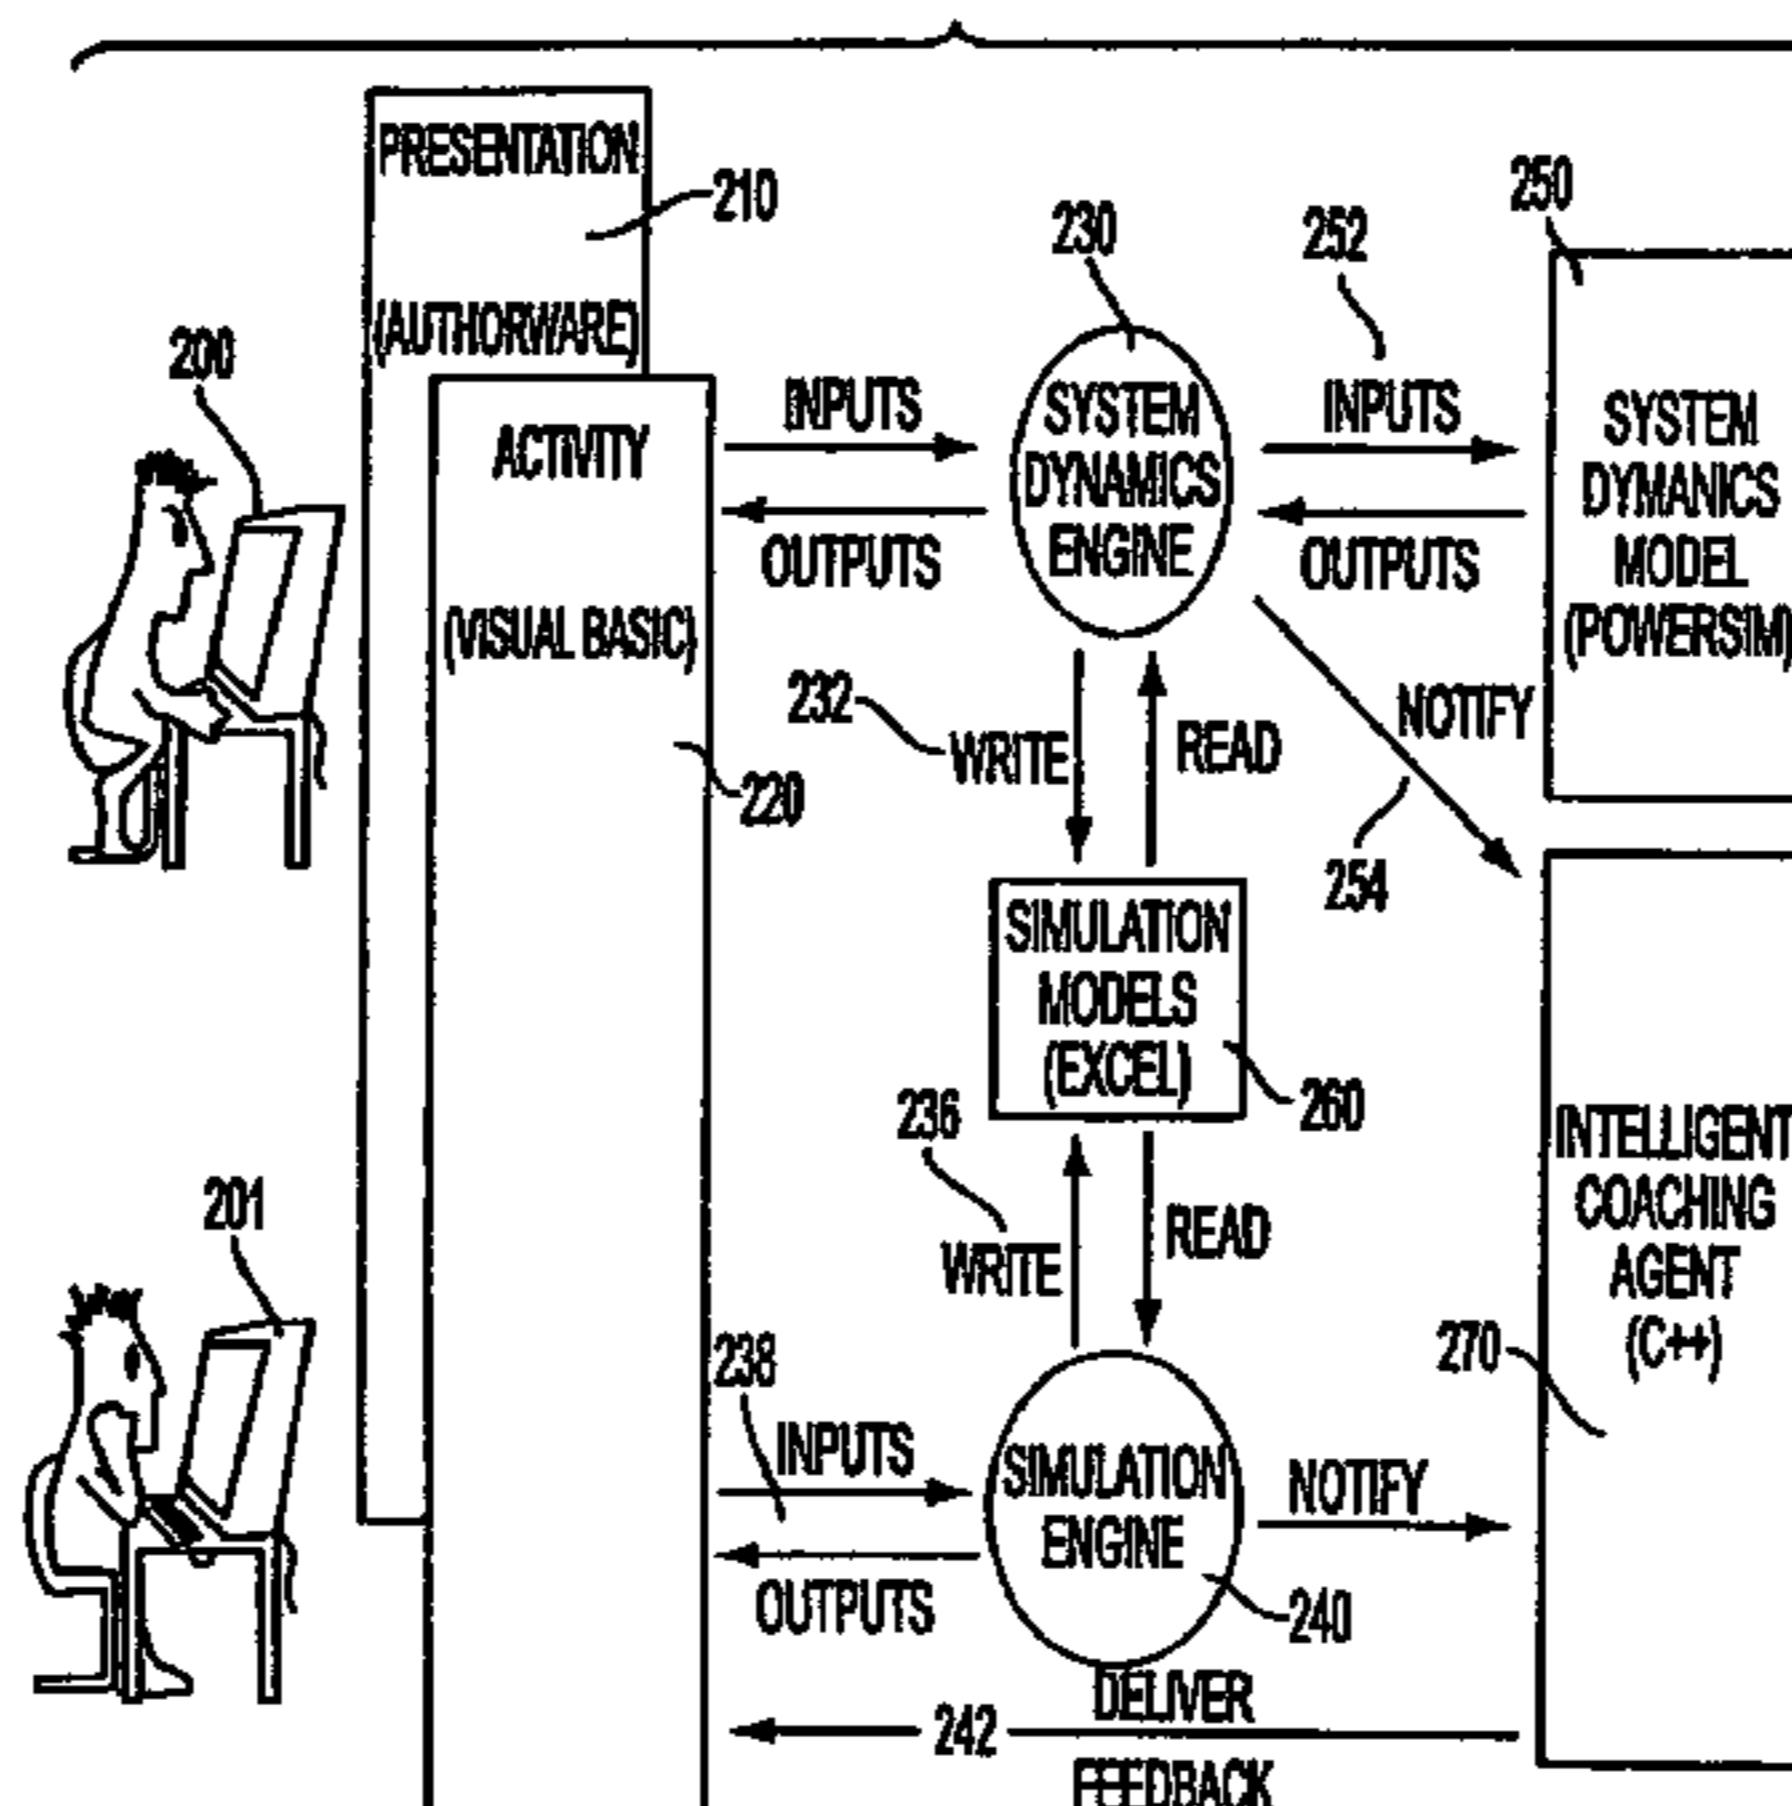 PRESENTATION
(AUTHORWARE)
210
200
ACTIVITY
(VISUAL BASIC)
220
INPUTS
OUTPUTS
230
SYSTEM
DYNAMICS
ENGINE
252
INPUTS
OUTPUTS
250
SYSTEM
DYMANICS
MODEL
(POWERSIM)
232
WRITE
READ
NOTIFY
254
SIMULATION
MODELS
(EXCEL)
260
236
WRITE
READ
201
238
INPUTS
OUTPUTS
SIMULATION
ENGINE
240
NOTIFY
INTELLIGENT
COACHING
AGENT
(C++)
270
242
DELIVER
FEEDBACK